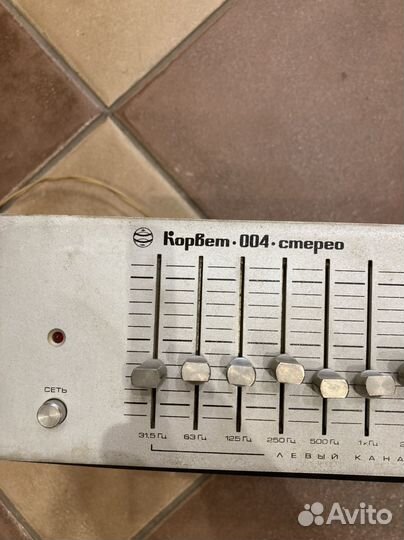 Корвет·004·стерео
СЕТЬ
31,5 Гц 63 Гц 125 Гц 250 Гц 500 Гц 1 кГц 2
ЛЕВЫЙ КАНА
Avito